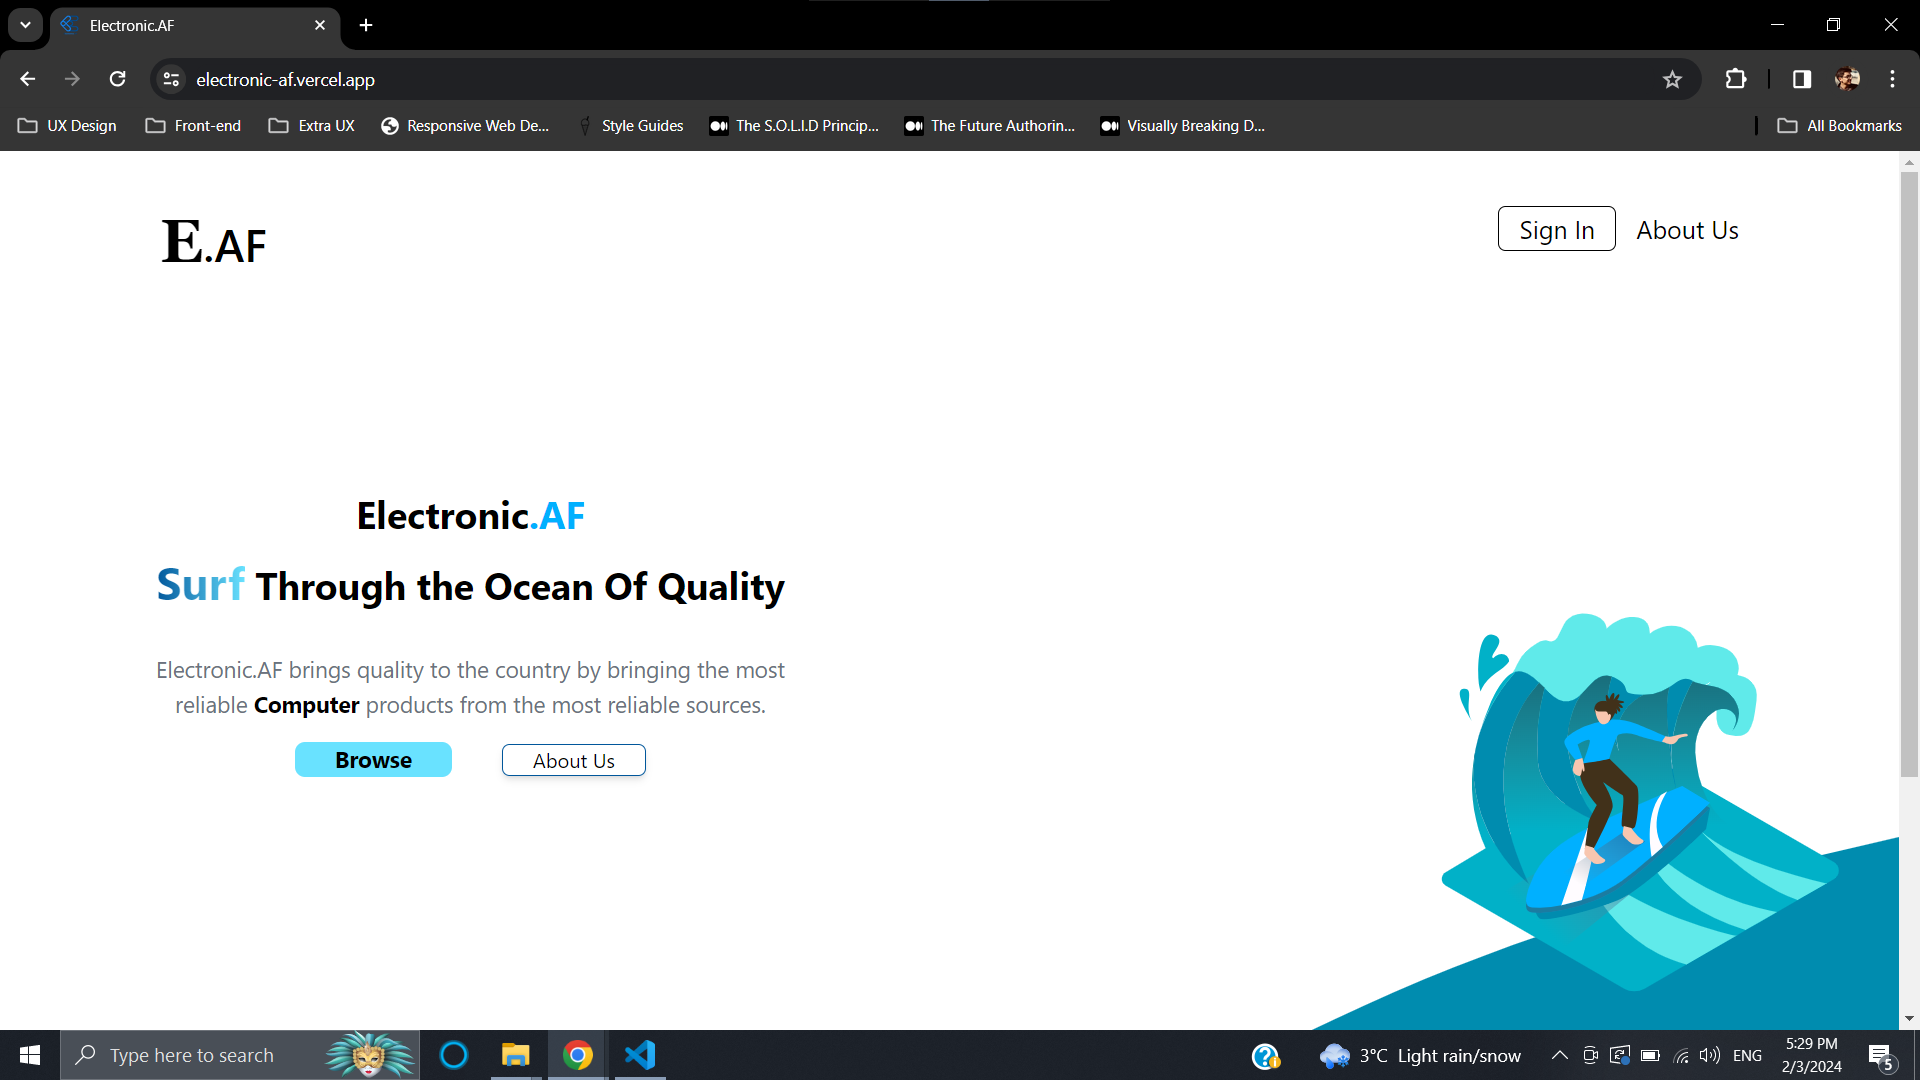 Electronic.AF
electronic-af.vercel.app
UX Design Front-end Extra UX Responsive Web De... Style Guides The S.O.L.I.D Princip... The Future Authorin... Visually Breaking D... All Bookmarks
E.AF Sign In About Us
Electronic.AF
Surf Through the Ocean Of Quality
Electronic.AF brings quality to the country by bringing the most
reliable Computer products from the most reliable sources.
Browse About Us
Type here to search 3°C Light rain/snow ENG 5:29 PM
2/3/2024 5